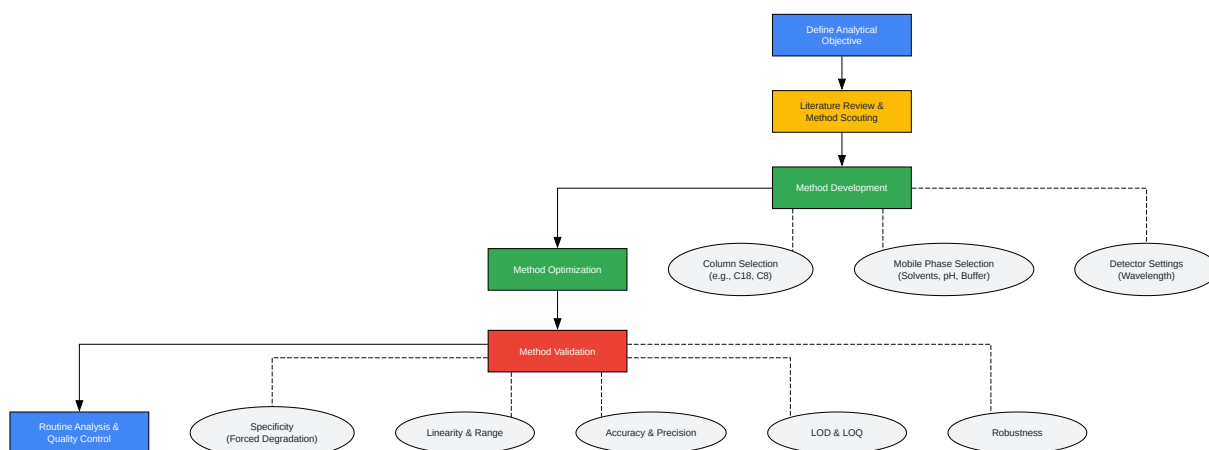 Define Analytical
Objective
Literature Review &
Method Scouting
Method Development
Method Optimization
Column Selection
(e.g., C18, C8)
Mobile Phase Selection
(Solvents, pH, Buffer)
Detector Settings
(Wavelength)
Method Validation
Routine Analysis &
Quality Control
Specificity
(Forced Degradation)
Linearity & Range
Accuracy & Precision
LOD & LOQ
Robustness